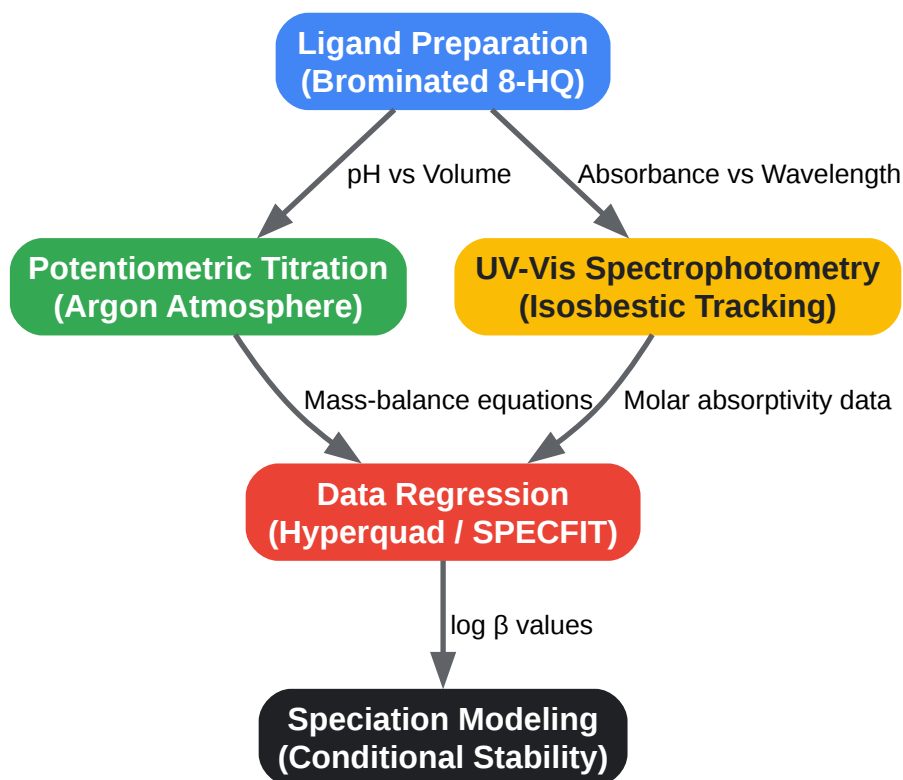 Ligand Preparation
(Brominated 8-HQ)
pH vs Volume
Absorbance vs Wavelength
Potentiometric Titration
(Argon Atmosphere)
UV-Vis Spectrophotometry
(Isosbestic Tracking)
Mass-balance equations
Molar absorptivity data
Data Regression
(Hyperquad / SPECFIT)
log β values
Speciation Modeling
(Conditional Stability)